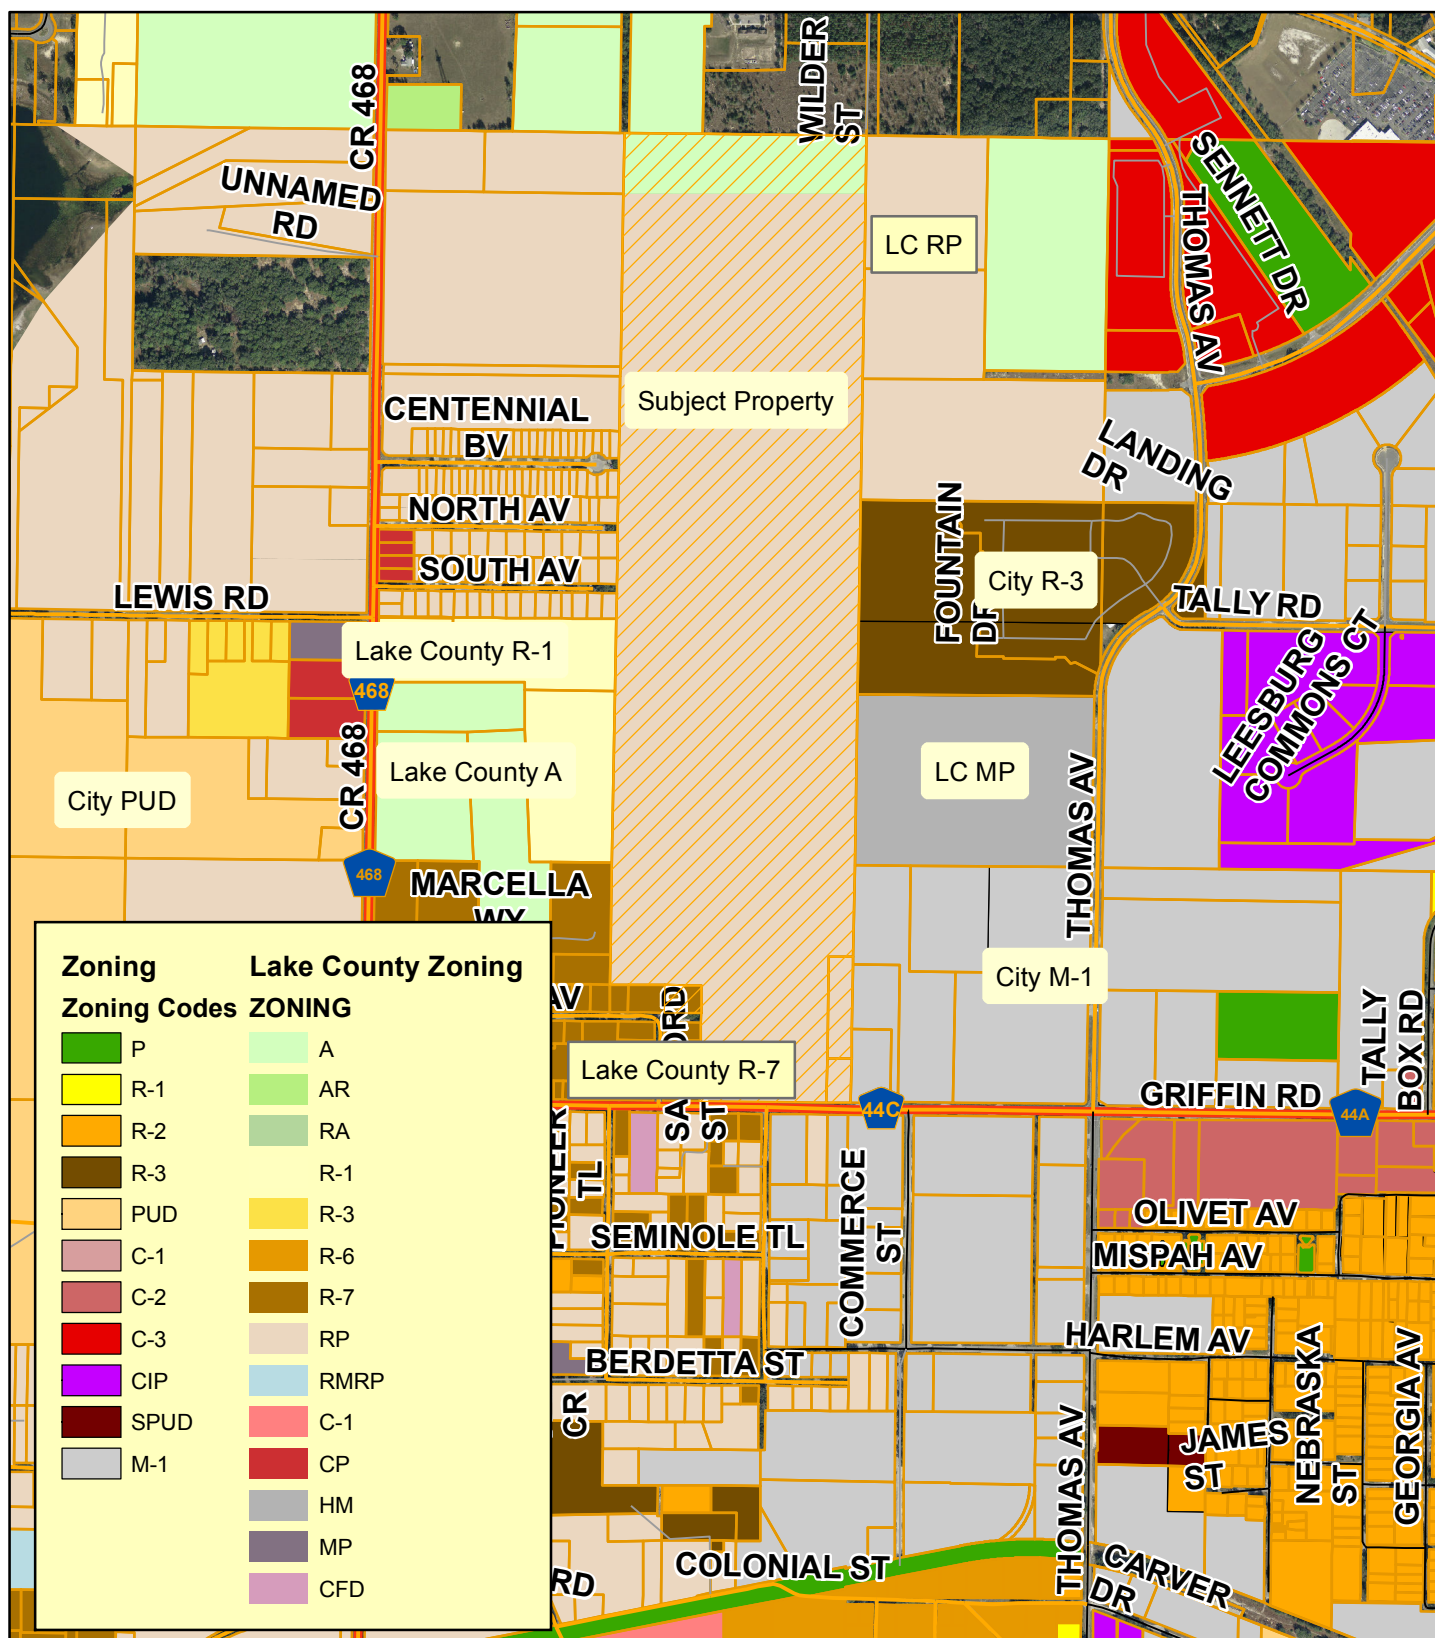 WILDER
ST
CR 468
UNNAMED
RD
SENNETT DR
THOMAS AV
LC RP
Subject Property
CENTENNIAL
BV
LANDING
DR
NORTH AV
SOUTH AV
FOUNTAIN
DR
City R-3
LEWIS RD
TALLY RD
Lake County R-1
468
LEESBURG
COMMONS CT
CR 468
Lake County A
City PUD
LC MP
THOMAS AV
468
MARCELLA
WY
City M-1
AV
Lake County R-7
TALLY
BOX RD
GRIFFIN RD
44C
44A
ST
TL
OLIVET AV
SEMINOLE TL
MISPAH AV
COMMERCE
ST
HARLEM AV
BERDETTA ST
CR
NEBRASKA
ST
GEORGIA AV
JAMES
ST
THOMAS AV
COLONIAL ST
CARVER
DR
RD
Zoning
Zoning Codes
P
R-1
R-2
R-3
PUD
C-1
C-2
C-3
CIP
SPUD
M-1
Lake County Zoning
ZONING
A
AR
RA
R-1
R-3
R-6
R-7
RP
RMRP
C-1
CP
HM
MP
CFD